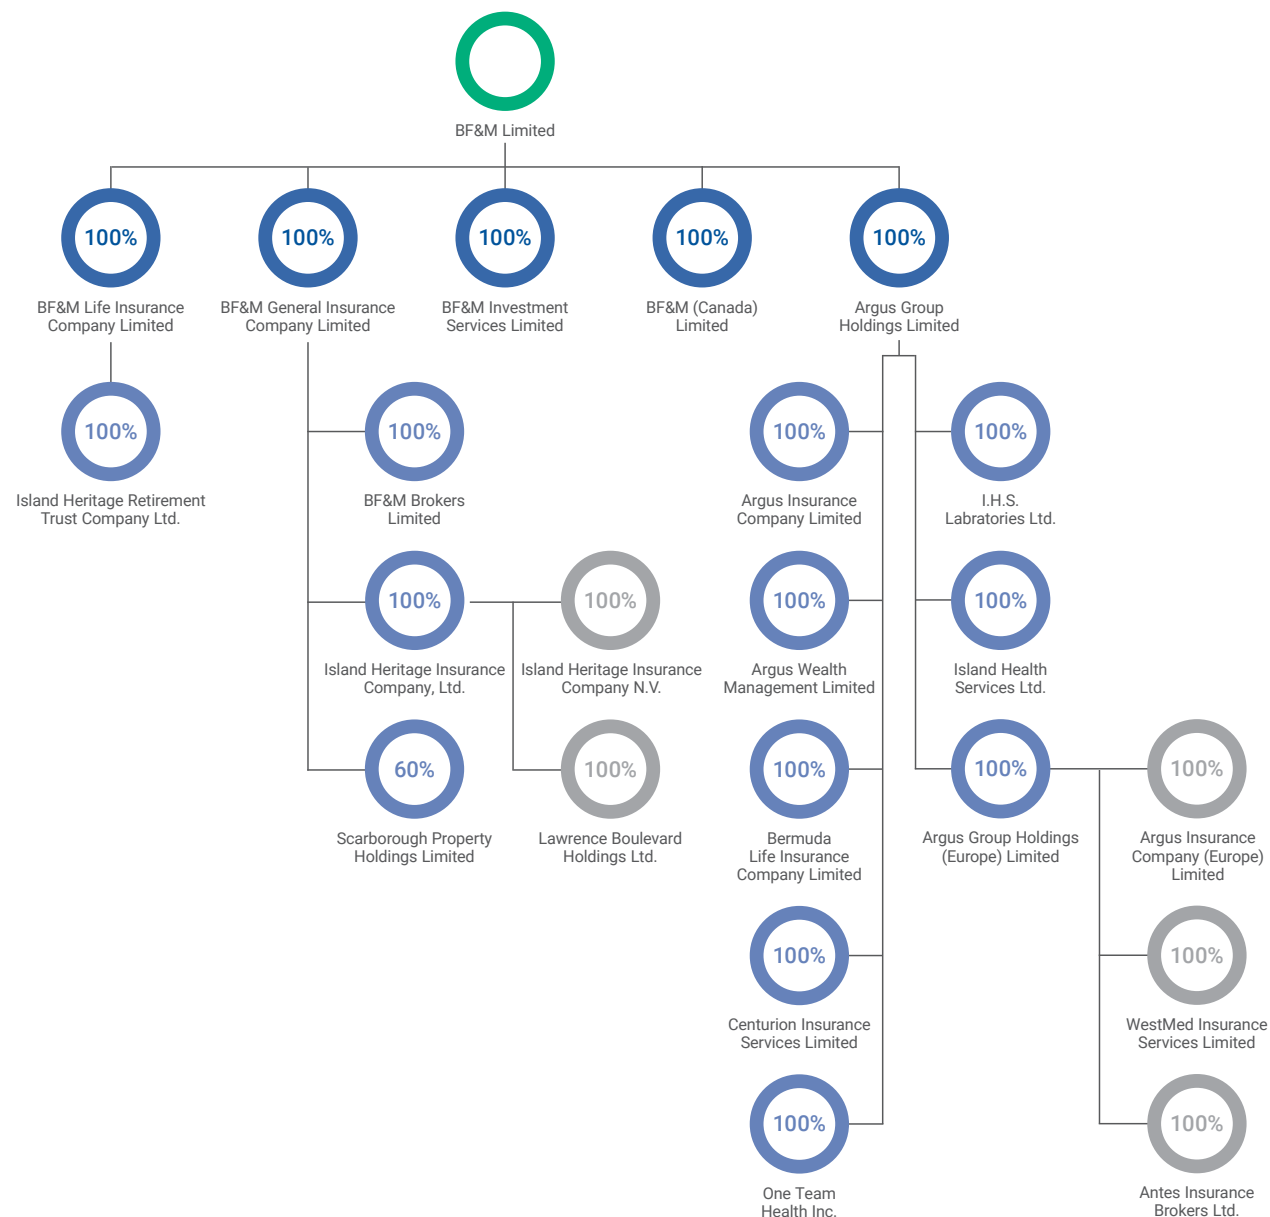 BF&M Limited
100%
100%
100%
100%
100%
BF&M Life Insurance
Company Limited
BF&M General Insurance
Company Limited
BF&M Investment
Services Limited
BF&M (Canada)
Limited
Argus Group
Holdings Limited
100%
Island Heritage Retirement
Trust Company Ltd.
100%
BF&M Brokers
Limited
100%
Island Heritage Insurance
Company, Ltd.
100%
Island Heritage Insurance
Company N.V.
60%
Scarborough Property
Holdings Limited
100%
Lawrence Boulevard
Holdings Ltd.
100%
Argus Insurance
Company Limited
100%
Argus Wealth
Management Limited
100%
Bermuda
Life Insurance
Company Limited
100%
Centurion Insurance
Services Limited
100%
One Team
Health Inc.
100%
I.H.S.
Labratories Ltd.
100%
Island Health
Services Ltd.
100%
Argus Group Holdings
(Europe) Limited
100%
Argus Insurance
Company (Europe)
Limited
100%
WestMed Insurance
Services Limited
100%
Antes Insurance
Brokers Ltd.